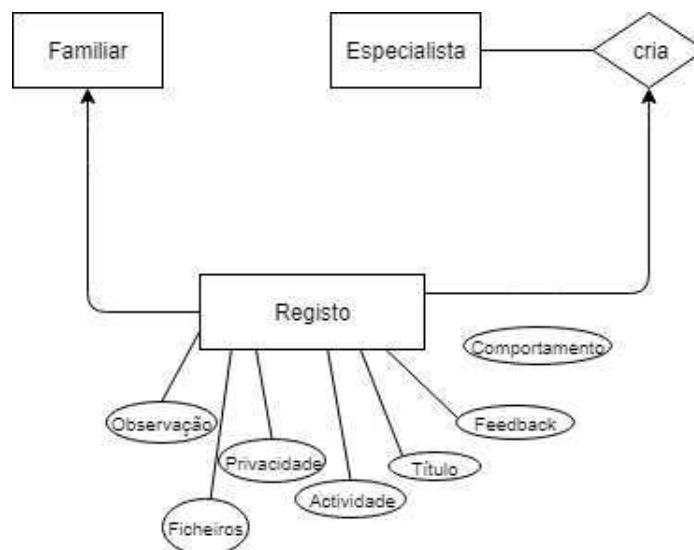 Familiar
Especialista
cria
Registo
Comportamento
Observação
Feedback
Privacidade
Título
Actividade
Ficheiros